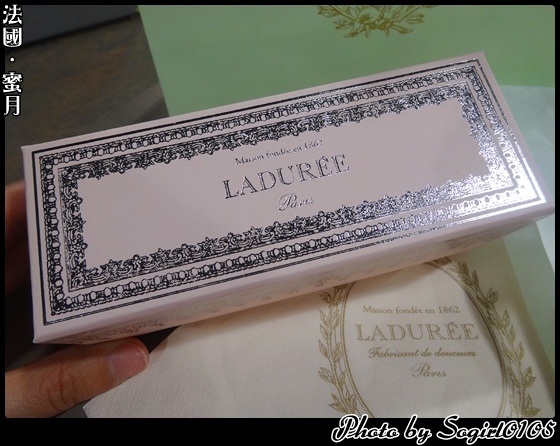 法國·蜜月
Maison fondée en 1862
LADURÉE
Paris
Maison fondée en 1862
LADURÉE
Fabricant de douceurs
Paris
Photo by Sogirl0105